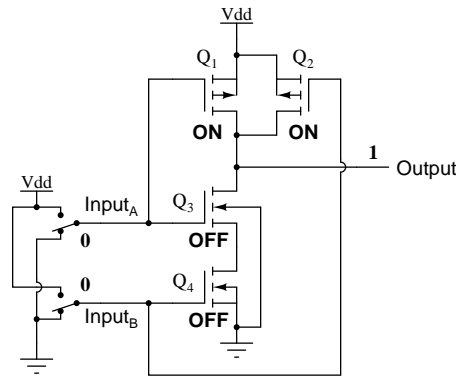 Vdd
Q1
Q2
ON
ON
1
Output
Vdd
InputA
0
Q3
OFF
0
InputB
Q4
OFF